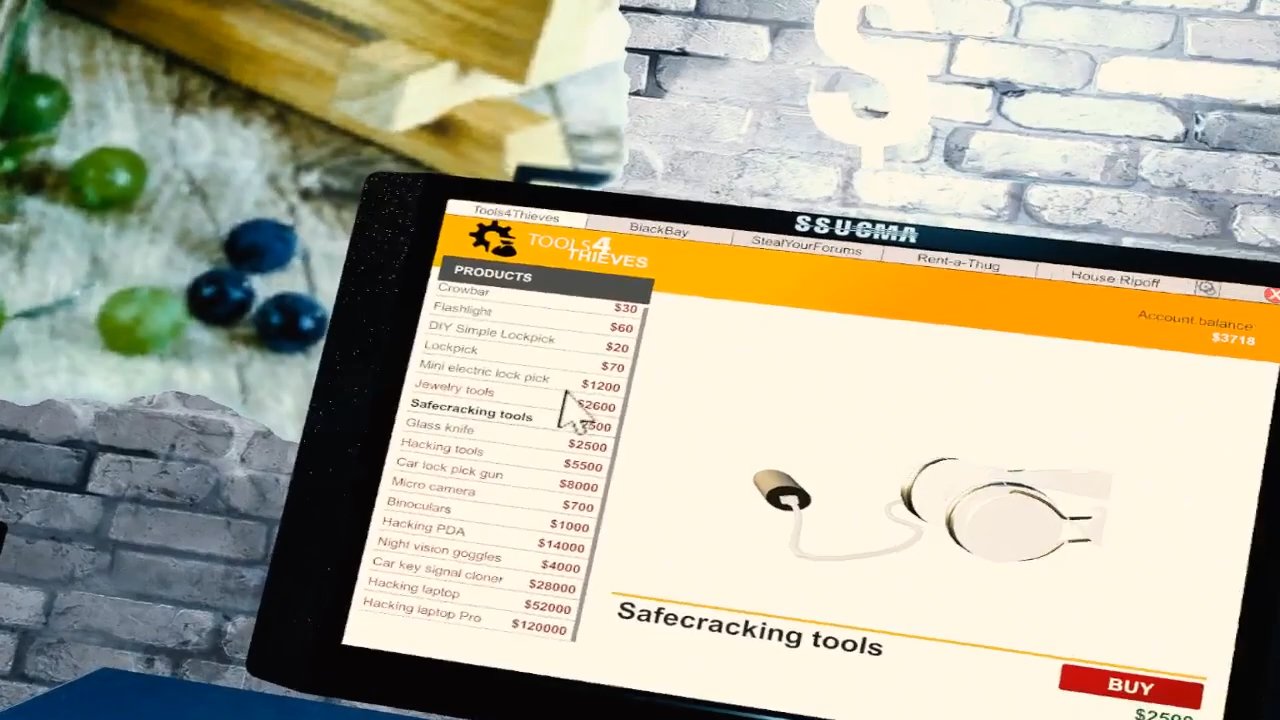 $
SSUGMA
Tools4Thieves
BlackBay
StealYourForums
Rent-a-Thug
House Ripoff
TOOLS4
THIEVES
Account balance:
$3718
PRODUCTS
Crowbar $30
Flashlight $60
DIY Simple Lockpick $20
Lockpick $70
Mini electric lock pick $1200
Jewelry tools $2600
Safecracking tools
Glass knife $2500
Hacking tools $5500
Car lock pick gun $8000
Micro camera $700
Binoculars $1000
Hacking PDA $14000
Night vision goggles $4000
Car key signal cloner $28000
Hacking laptop $52000
Hacking laptop Pro $120000
Safecracking tools
BUY
$2500